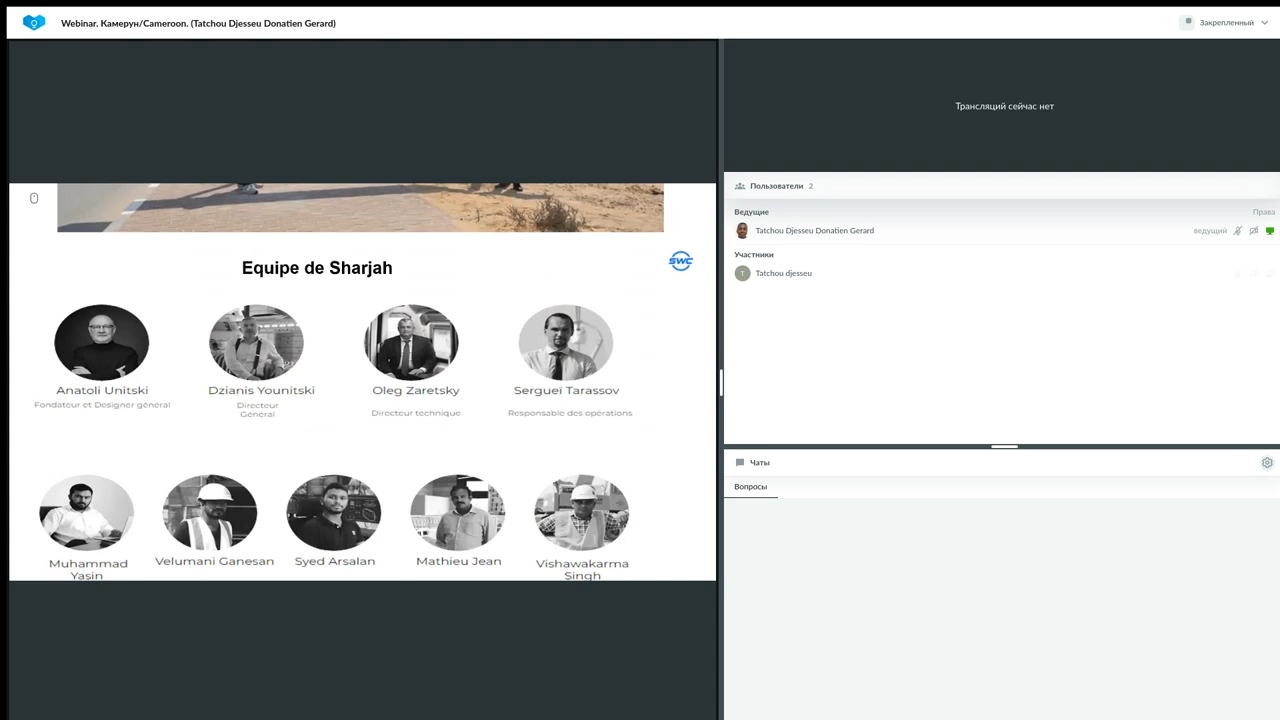 Webinar. Камерун/Cameroon. (Tatchou Djesseu Donatien Gerard)
Закрепленный
Трансляций сейчас нет
Пользователи 2
Ведущие Права
Tatchou Djesseu Donatien Gerard ведущий
Участники
T Tatchou djesseu
Чаты
Вопросы
Equipe de Sharjah
SWC
Anatoli Unitski
Fondateur et Designer général
Dzianis Younitski
Directeur
Général
Oleg Zaretsky
Directeur technique
Sergueï Tarassov
Responsable des opérations
Muhammad
Yasin
Velumani Ganesan
Syed Arsalan
Mathieu Jean
Vishawakarma
Singh